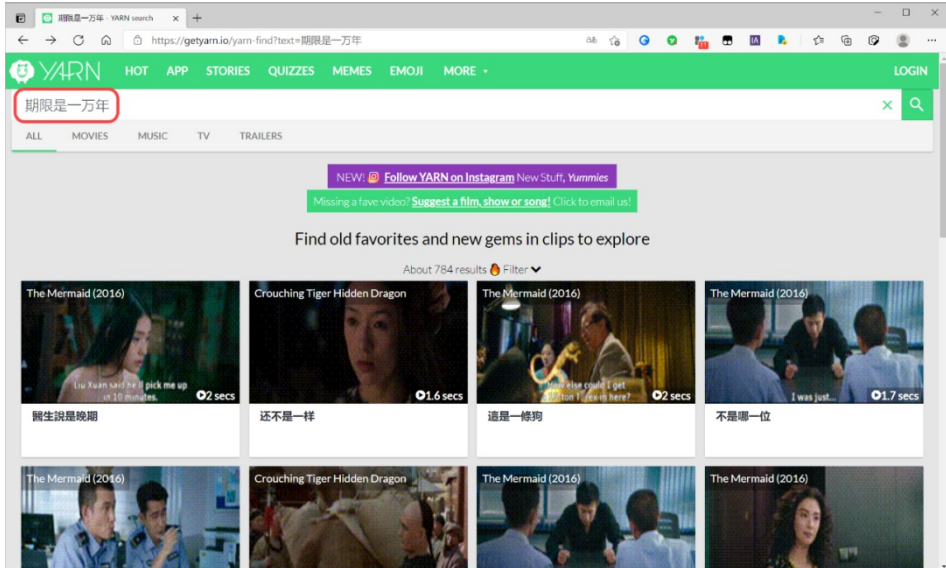 期限是一万年 - YARN search
https://getyarn.io/yarn-find?text=期限是一万年
YARN HOT APP STORIES QUIZZES MEMES EMOJI MORE LOGIN
期限是一万年
ALL MOVIES MUSIC TV TRAILERS
NEW! Follow YARN on Instagram New Stuff, Yummies
Missing a fave video? Suggest a film, show or song! Click to email us!
Find old favorites and new gems in clips to explore
About 784 results Filter
The Mermaid (2016)
Liu Xuan said he'll pick me up
in 10 minutes.
2 secs
醫生說是晚期
Crouching Tiger Hidden Dragon
1.6 secs
还不是一样
The Mermaid (2016)
How else could I get
2 secs
這是一條狗
The Mermaid (2016)
I was just...
1.7 secs
不是哪一位
The Mermaid (2016)
Crouching Tiger Hidden Dragon
The Mermaid (2016)
The Mermaid (2016)